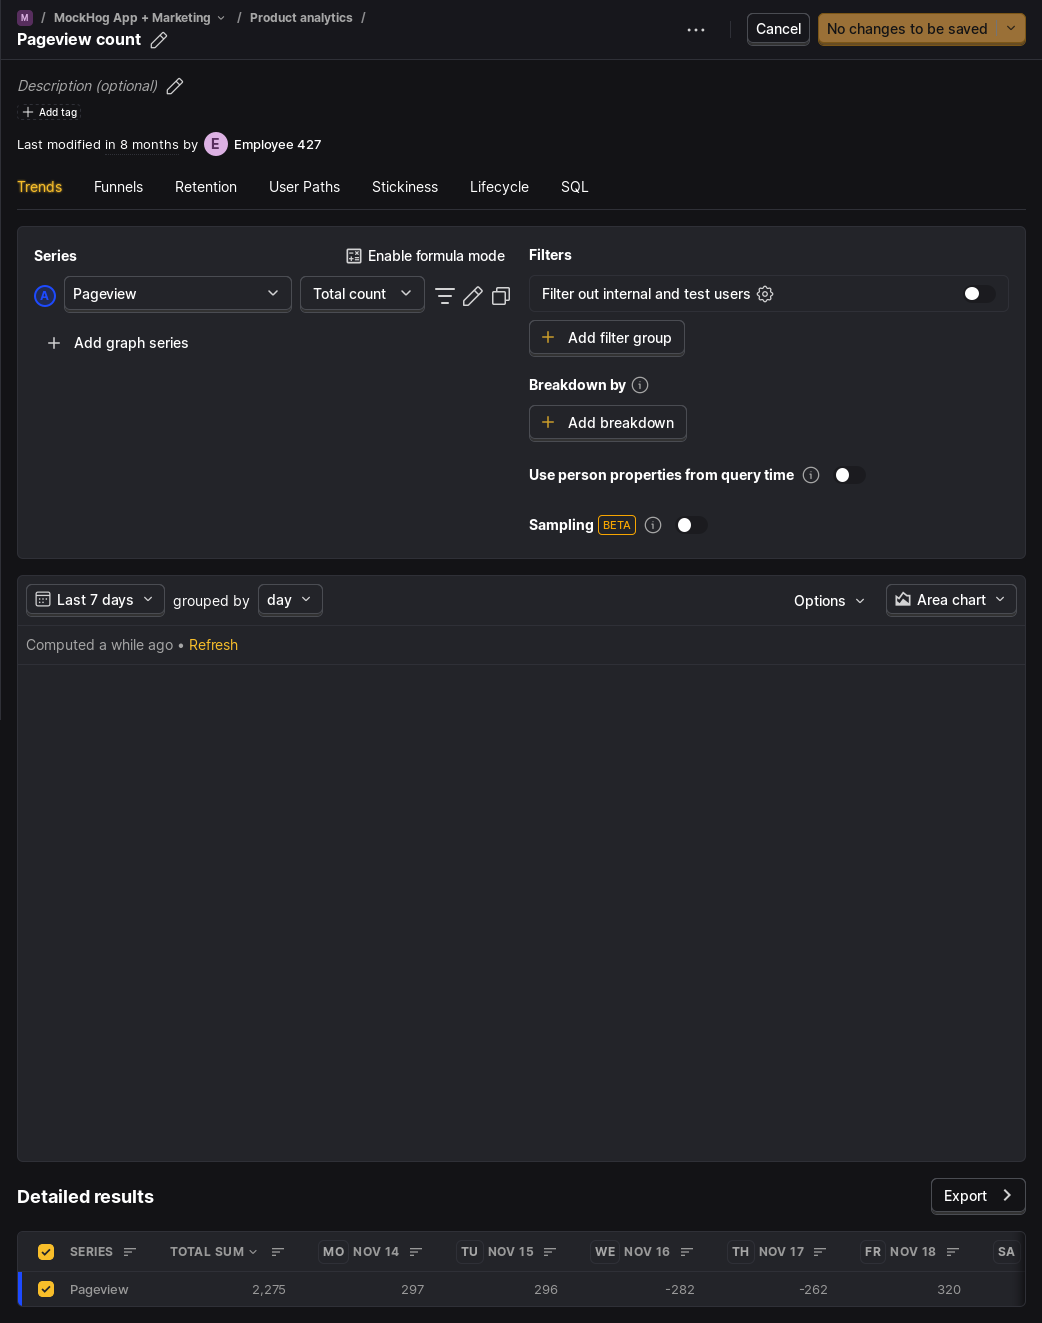 M / MockHog App + Marketing / Product analytics /
Pageview count
Cancel
No changes to be saved
Description (optional)
Add tag
Last modified in 8 months by E Employee 427
Trends Funnels Retention User Paths Stickiness Lifecycle SQL
Series
Enable formula mode
A Pageview Total count
Add graph series
Filters
Filter out internal and test users
Add filter group
Breakdown by
Add breakdown
Use person properties from query time
Sampling BETA
Last 7 days grouped by day
Options Area chart
Computed a while ago • Refresh
Detailed results
Export
SERIES TOTAL SUM MO NOV 14 TU NOV 15 WE NOV 16 TH NOV 17 FR NOV 18 SA
Pageview 2,275 297 296 -282 -262 320